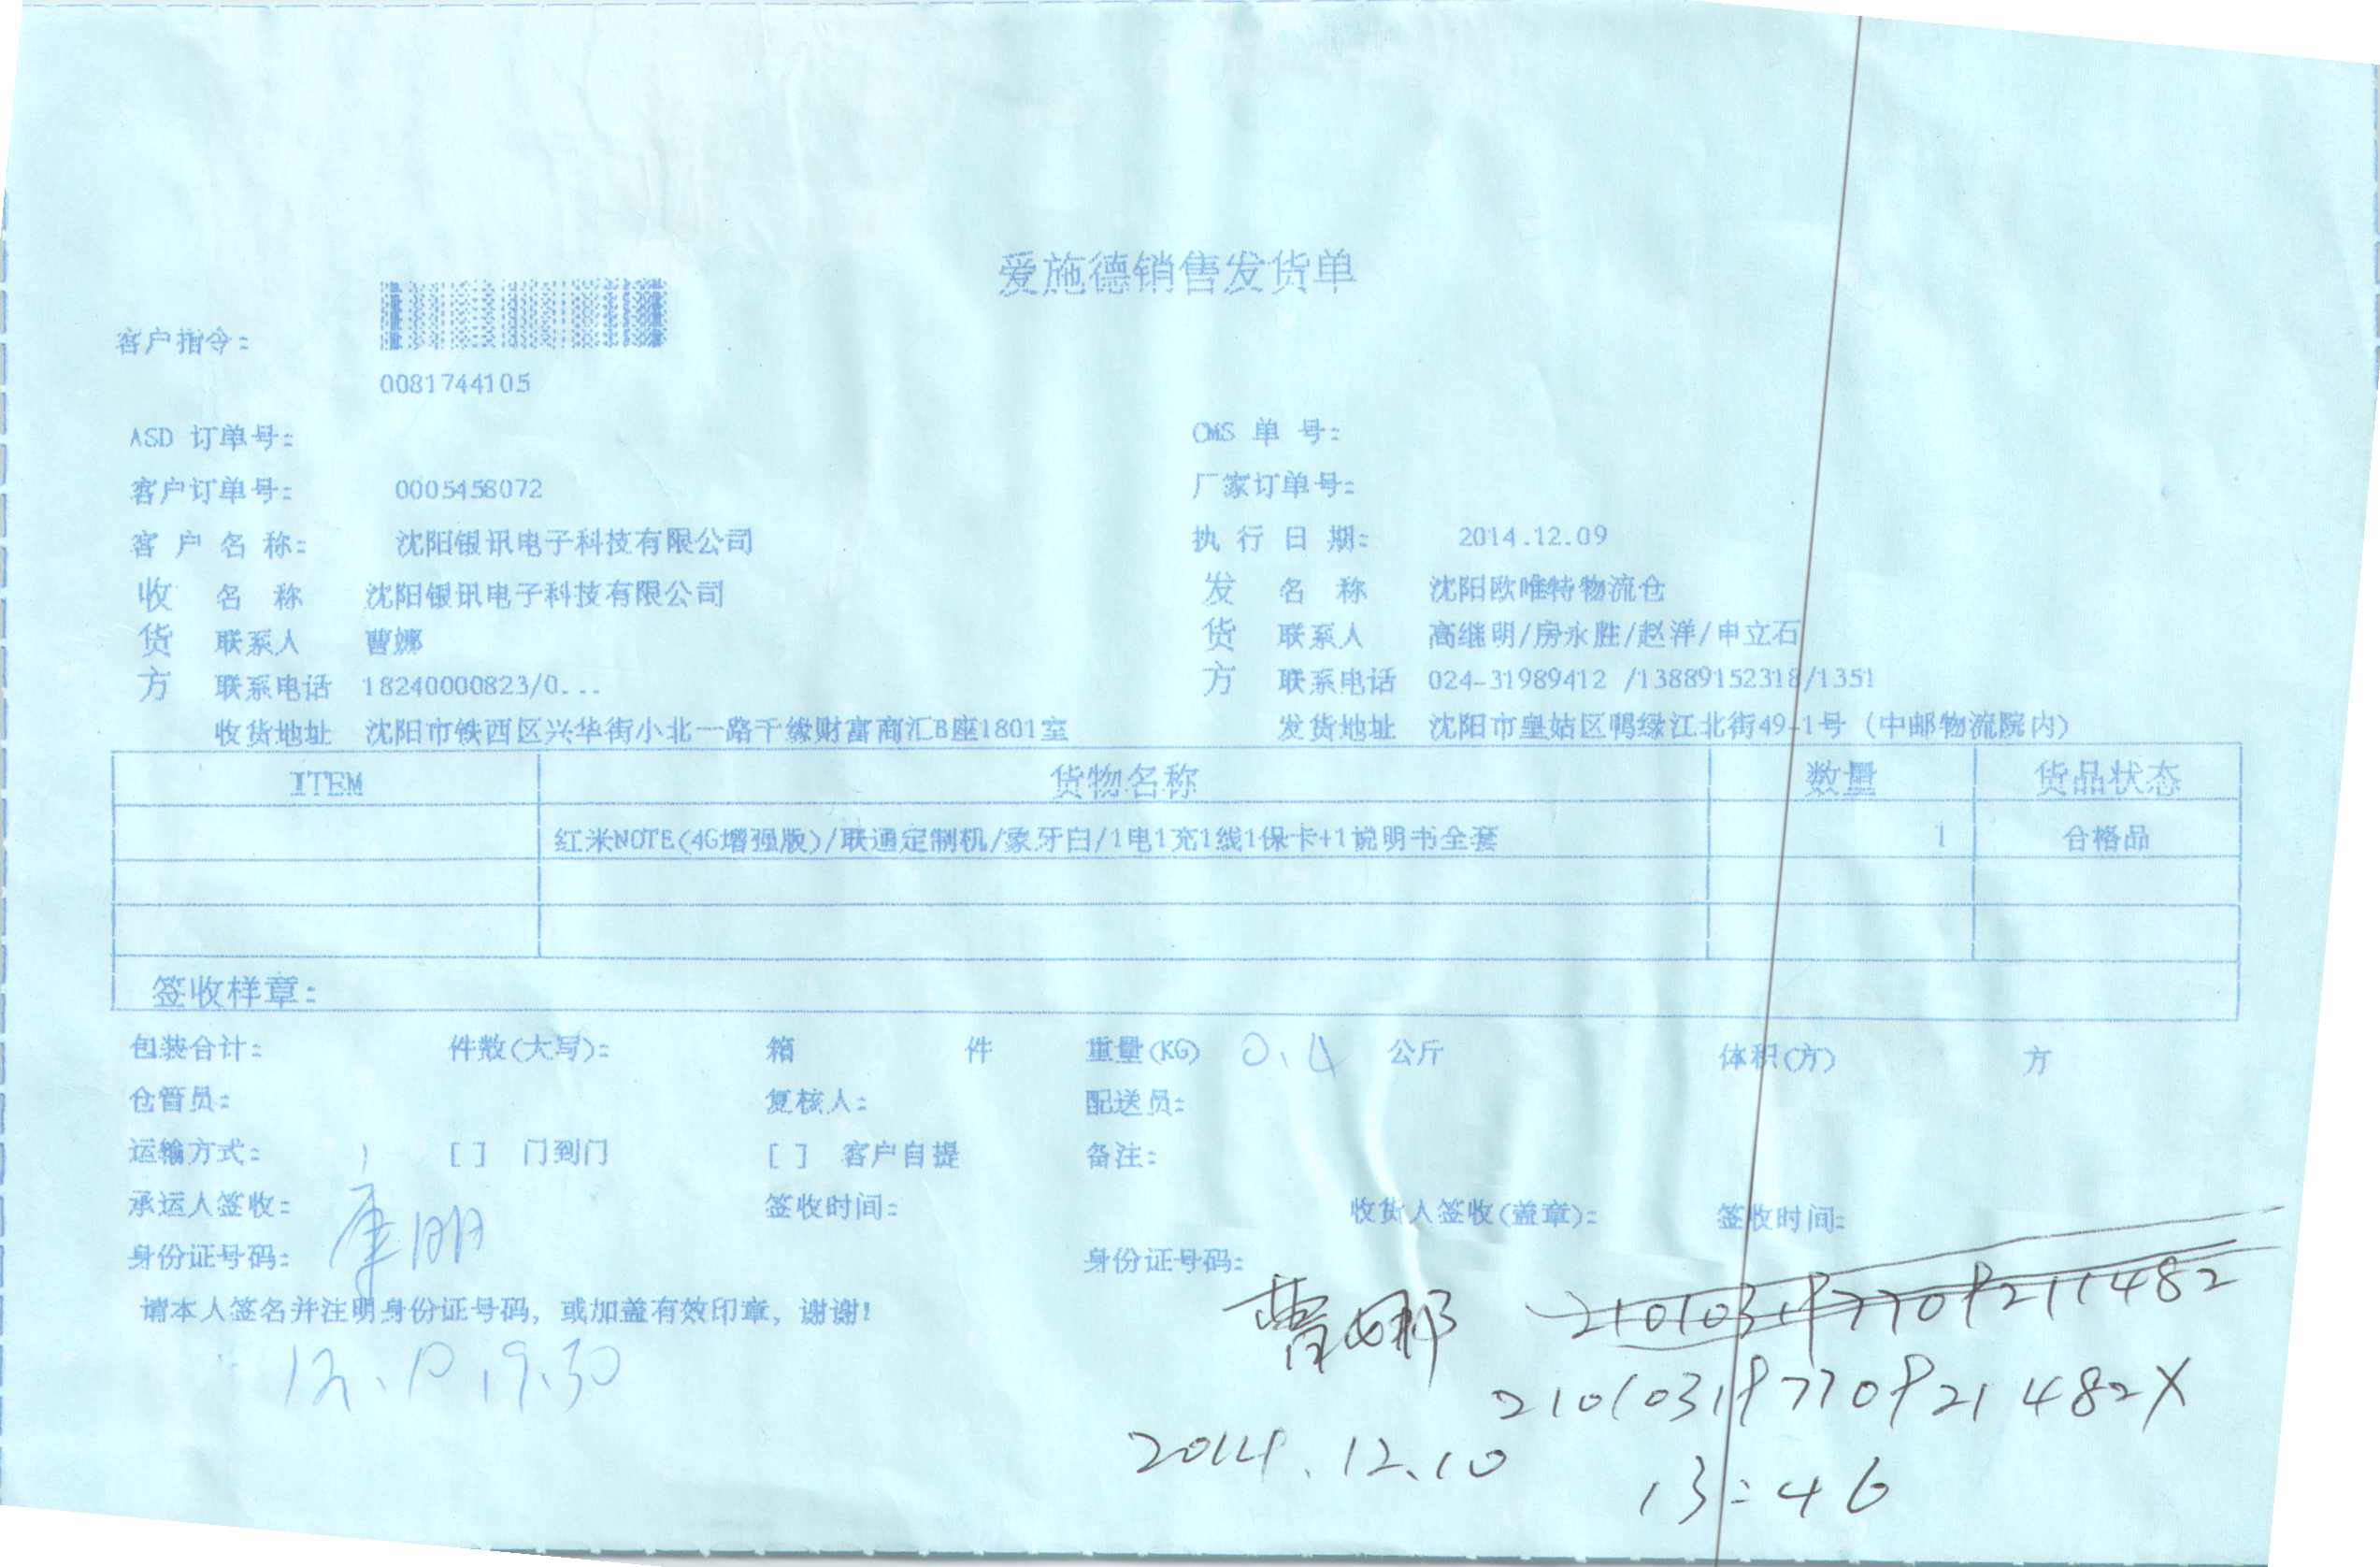 爱施德销售发货单
客户指令:
0081744105
ASD 订单号: CMS 单 号:
客户订单号: 0005458072 厂家订单号:
客 户 名 称: 沈阳银讯电子科技有限公司 执 行 日 期: 2014.12.09
收 名 称 沈阳银讯电子科技有限公司 发 名 称 沈阳欧唯特物流仓
货 联系人 曹娜 货 联系人 高继明/房永胜/赵洋/申立石
方 联系电话 18240000823/0... 方 联系电话 024-31989412 /13889152318/1351
收货地址 沈阳市铁西区兴华街小北一路千缘财富商汇B座1801室 发货地址 沈阳市皇姑区鸭绿江北街49-1号 (中邮物流院内)
ITEM 货物名称 数量 货品状态
红米NOTE(4G增强版)/联通定制机/象牙白/1电1充1线1保卡+1说明书全套 1 合格品
签收样章:
包装合计: 件数(大写): 箱 件 重量(KG) 0.4 公斤 体积(方) 方
仓管员: 复核人: 配送员:
运输方式: [ ] 门到门 [ ] 客户自提 备注:
承运人签收: 签收时间: 收货人签收(盖章): 签收时间:
身份证号码: 身份证号码:
请本人签名并注明身份证号码, 或加盖有效印章, 谢谢!
曹娜
21010319770921482X
2014.12.10
13:46